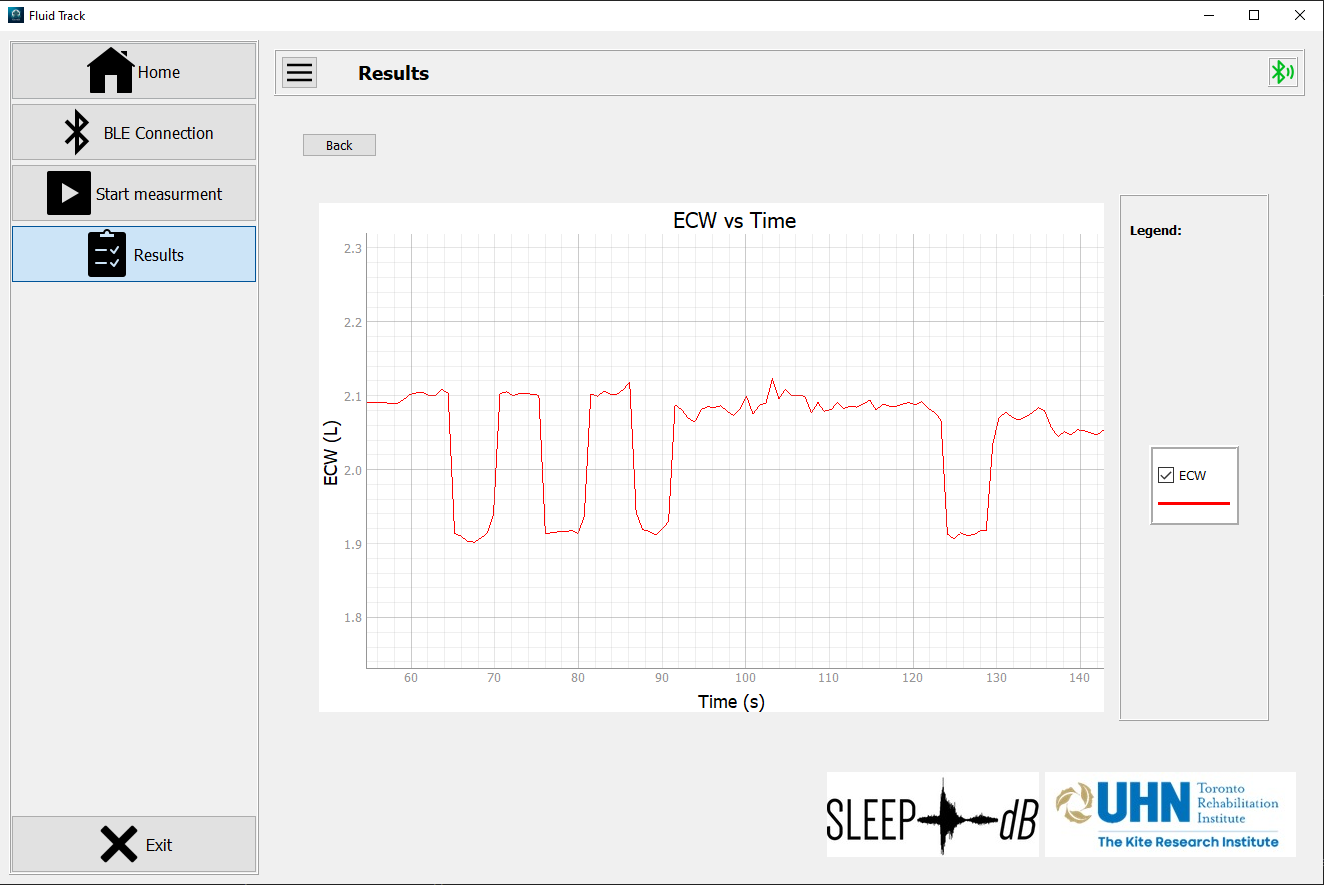 Fluid Track
Home
BLE Connection
Start measurment
Results
Exit
Results
Back
ECW vs Time
2.3
2.2
2.1
2.0
1.9
1.8
ECW (L)
60 70 80 90 100 110 120 130 140
Time (s)
Legend:
ECW
SLEEP dB
UHN
Toronto
Rehabilitation
Institute
The Kite Research Institute